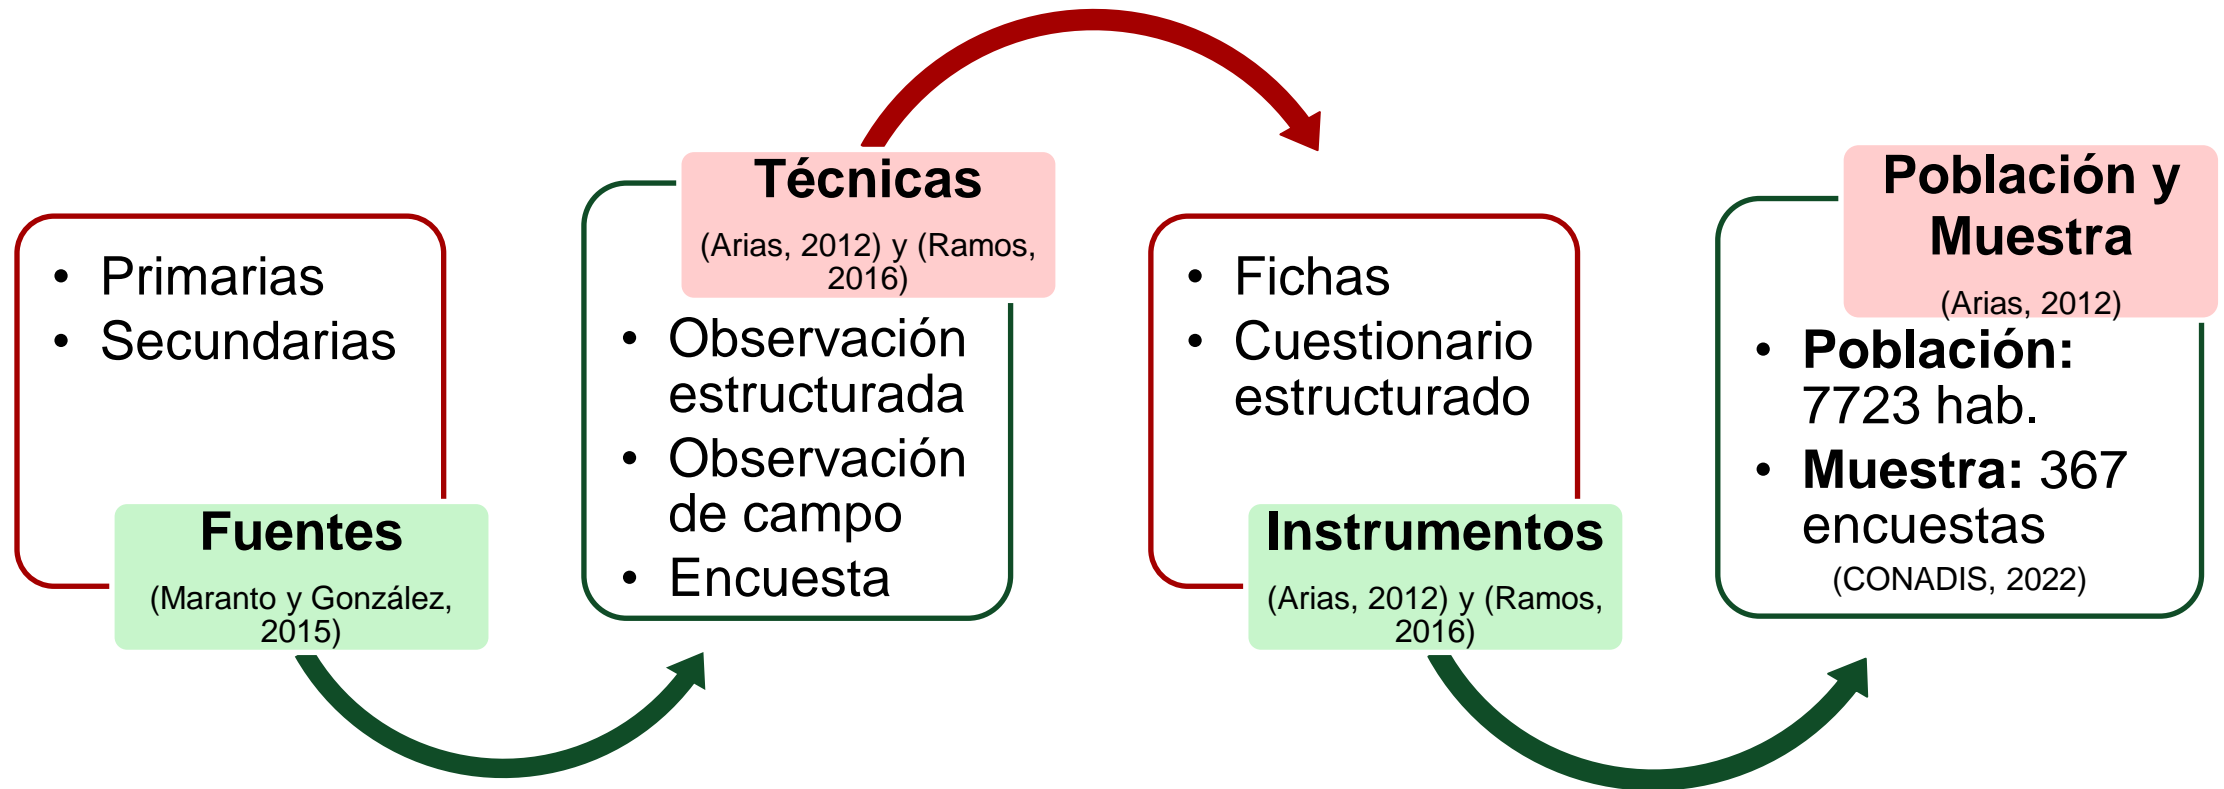 • Primarias
• Secundarias
Fuentes
(Maranto y González,
2015)
Técnicas
(Arias, 2012) y (Ramos,
2016)
• Observación
estructurada
• Observación
de campo
• Encuesta
• Fichas
• Cuestionario
estructurado
Instrumentos
(Arias, 2012) y (Ramos,
2016)
Población y
Muestra
(Arias, 2012)
• Población:
7723 hab.
• Muestra: 367
encuestas
(CONADIS, 2022)